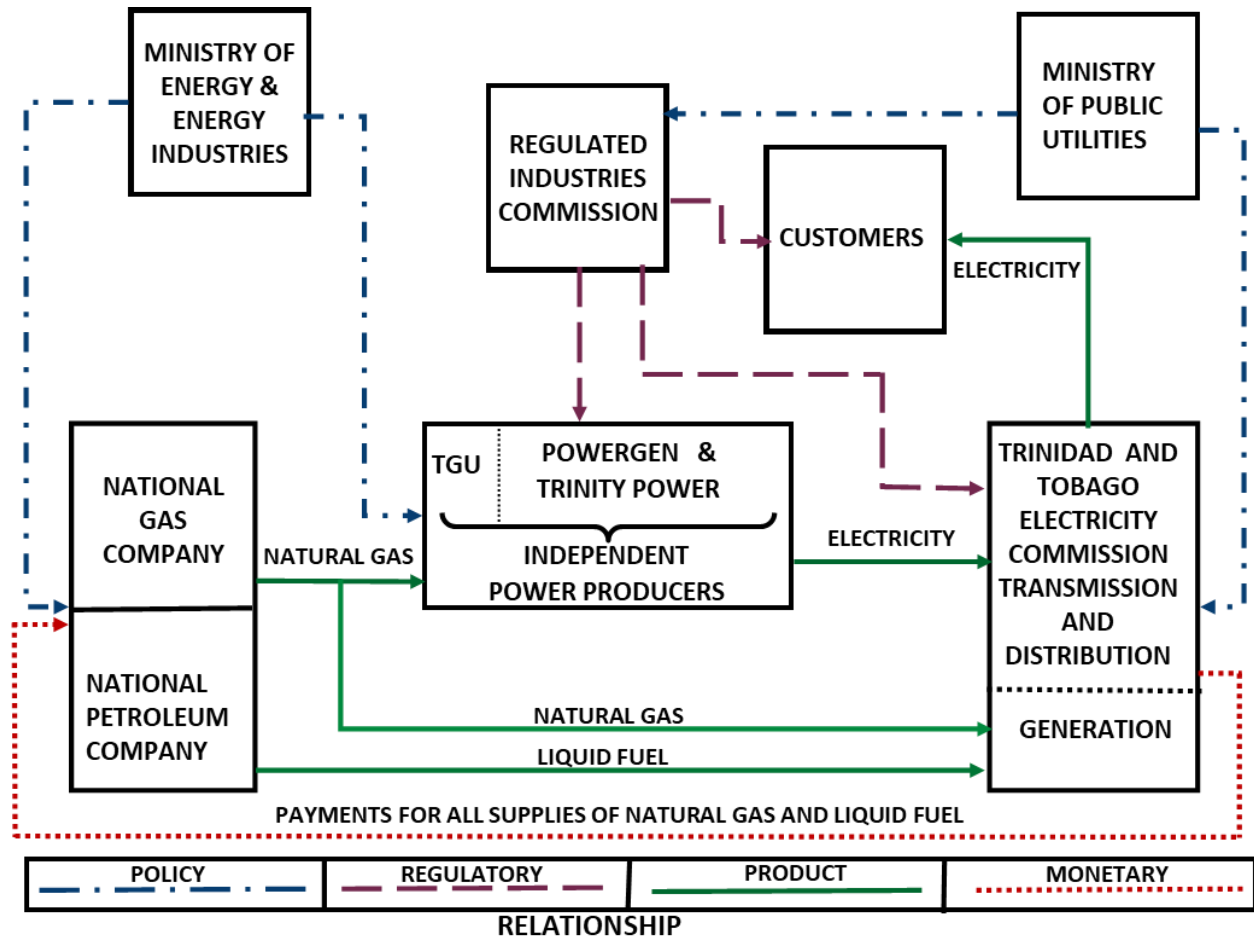 MINISTRY OF
ENERGY &
ENERGY
INDUSTRIES
REGULATED
INDUSTRIES
COMMISSION
MINISTRY
OF PUBLIC
UTILITIES
CUSTOMERS
ELECTRICITY
NATIONAL
GAS
COMPANY
NATIONAL
PETROLEUM
COMPANY
NATURAL GAS
TGU
POWERGEN &
TRINITY POWER
INDEPENDENT
POWER PRODUCERS
ELECTRICITY
TRINIDAD AND
TOBAGO
ELECTRICITY
COMMISSION
TRANSMISSION
AND
DISTRIBUTION
GENERATION
NATURAL GAS
LIQUID FUEL
PAYMENTS FOR ALL SUPPLIES OF NATURAL GAS AND LIQUID FUEL
POLICY
REGULATORY
PRODUCT
MONETARY
RELATIONSHIP